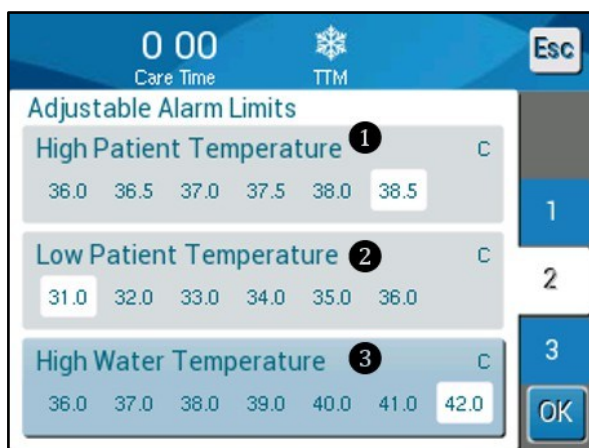 0 00
Care Time
TTM
Esc
Adjustable Alarm Limits
High Patient Temperature 1 C
36.0 36.5 37.0 37.5 38.0 38.5
Low Patient Temperature 2 C
31.0 32.0 33.0 34.0 35.0 36.0
High Water Temperature 3 C
36.0 37.0 38.0 39.0 40.0 41.0 42.0
1
2
3
OK